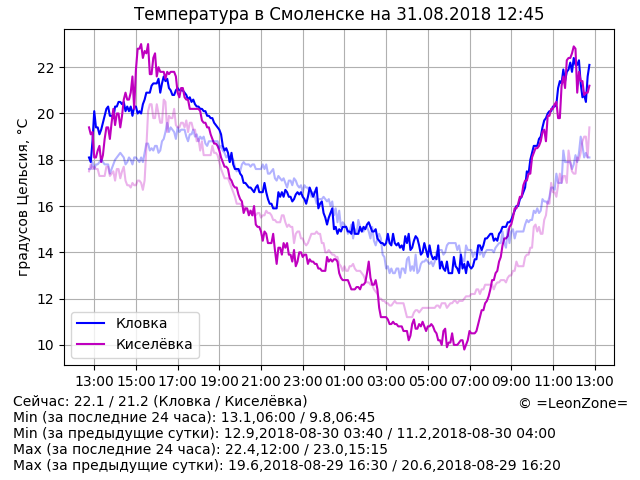 Температура в Смоленске на 31.08.2018 12:45
градусов Цельсия, °C
22
20
18
16
14
12
10
Кловка
Киселёвка
13:00 15:00 17:00 19:00 21:00 23:00 01:00 03:00 05:00 07:00 09:00 11:00 13:00
Сейчас: 22.1 / 21.2 (Кловка / Киселёвка)
© =LeonZone=
Min (за последние 24 часа): 13.1,06:00 / 9.8,06:45
Min (за предыдущие сутки): 12.9,2018-08-30 03:40 / 11.2,2018-08-30 04:00
Max (за последние 24 часа): 22.4,12:00 / 23.0,15:15
Max (за предыдущие сутки): 19.6,2018-08-29 16:30 / 20.6,2018-08-29 16:20